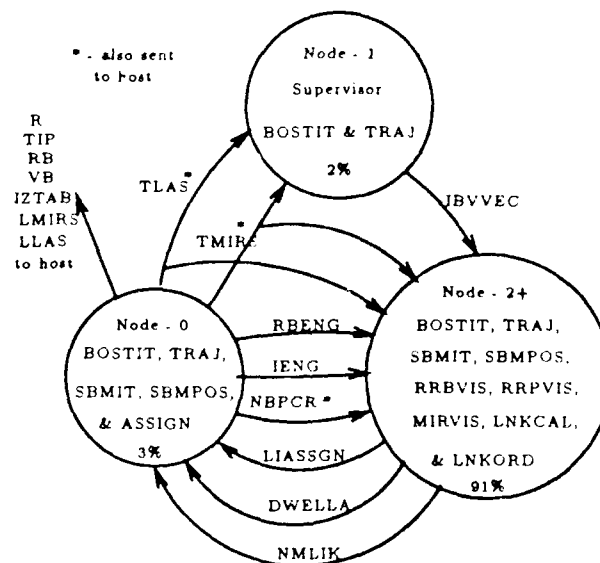 * - also sent
to host
Node - 1
Supervisor
BOSTIT & TRAJ
2%
R
TIP
RB
VB
IZTAB
LMIRS
LLAS
to host
TLAS*
TMIRE*
JBVVEC
Node - 0
BOSTIT, TRAJ,
SBMIT, SBMPOS,
& ASSIGN
3%
RBENG
IENG
NBPCR *
LIASSGN
DWELLA
NMLIK
Node - 2+
BOSTIT, TRAJ,
SBMIT, SBMPOS,
RRBVIS, RRPVIS,
MIRVIS, LNKCAL,
& LNKORD
91%